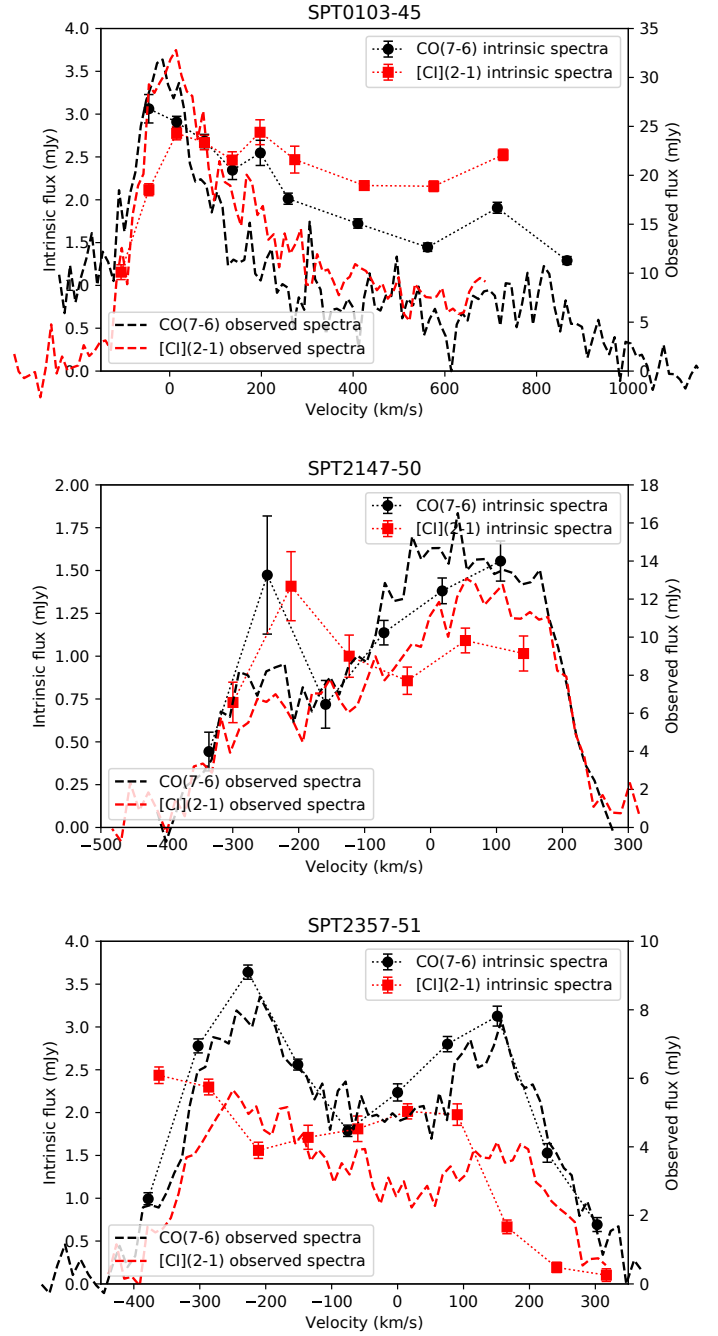 SPT0103-45
4.0
3.5
3.0
2.5
2.0
1.5
1.0
0.5
0.0
Intrinsic flux (mJy)
CO(7-6) intrinsic spectra
[CI](2-1) intrinsic spectra
CO(7-6) observed spectra
[CI](2-1) observed spectra
35
30
25
20
15
10
5
0
Observed flux (mJy)
0 200 400 600 800 1000
Velocity (km/s)
SPT2147-50
2.00
1.75
1.50
1.25
1.00
0.75
0.50
0.25
0.00
Intrinsic flux (mJy)
CO(7-6) intrinsic spectra
[CI](2-1) intrinsic spectra
CO(7-6) observed spectra
[CI](2-1) observed spectra
18
16
14
12
10
8
6
4
2
0
Observed flux (mJy)
−500 −400 −300 −200 −100 0 100 200 300
Velocity (km/s)
SPT2357-51
4.0
3.5
3.0
2.5
2.0
1.5
1.0
0.5
0.0
Intrinsic flux (mJy)
CO(7-6) intrinsic spectra
[CI](2-1) intrinsic spectra
CO(7-6) observed spectra
[CI](2-1) observed spectra
10
8
6
4
2
0
Observed flux (mJy)
−400 −300 −200 −100 0 100 200 300
Velocity (km/s)